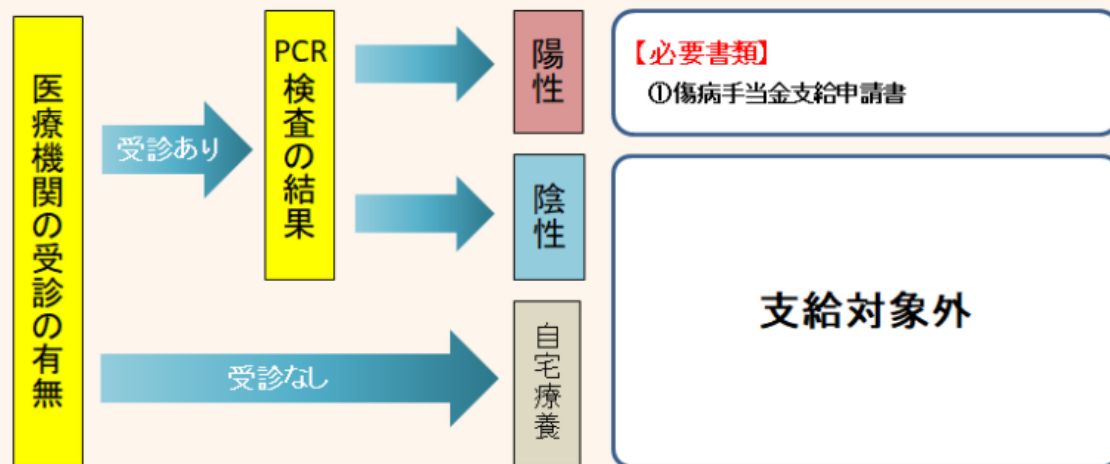 医療機関の受診の有無
受診あり
PCR
検査の結果
陽性
【必要書類】
①傷病手当金支給申請書
陰性
支給対象外
受診なし
自宅療養